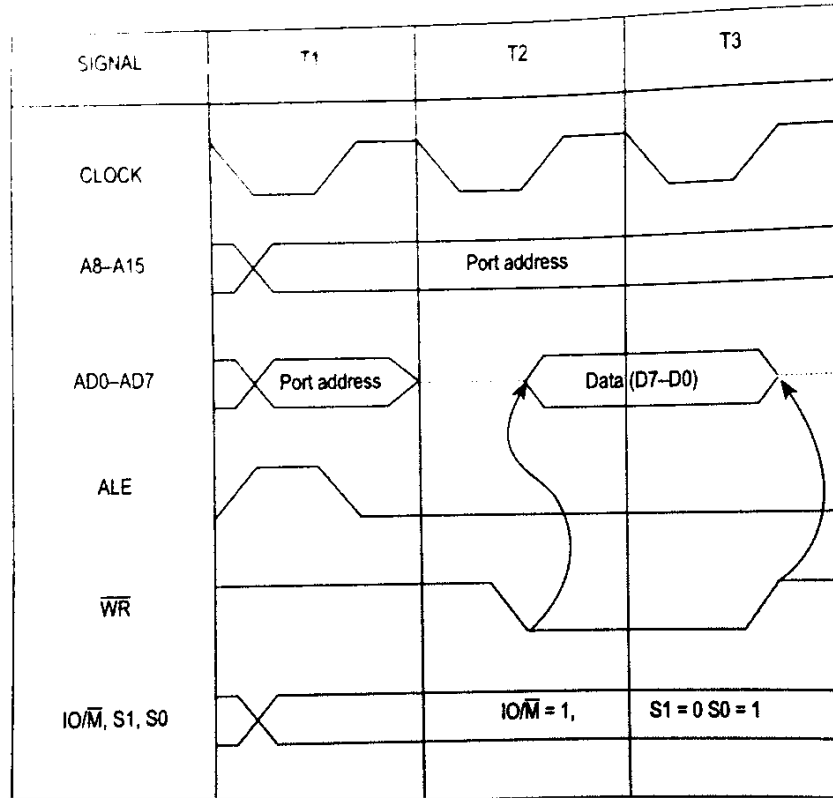 SIGNAL T1 T2 T3
CLOCK
A8–A15 Port address
AD0–AD7 Port address Data (D7–D0)
ALE
W̅R̅
IO/M̅, S1, S0 IO/M̅ = 1, S1 = 0 S0 = 1